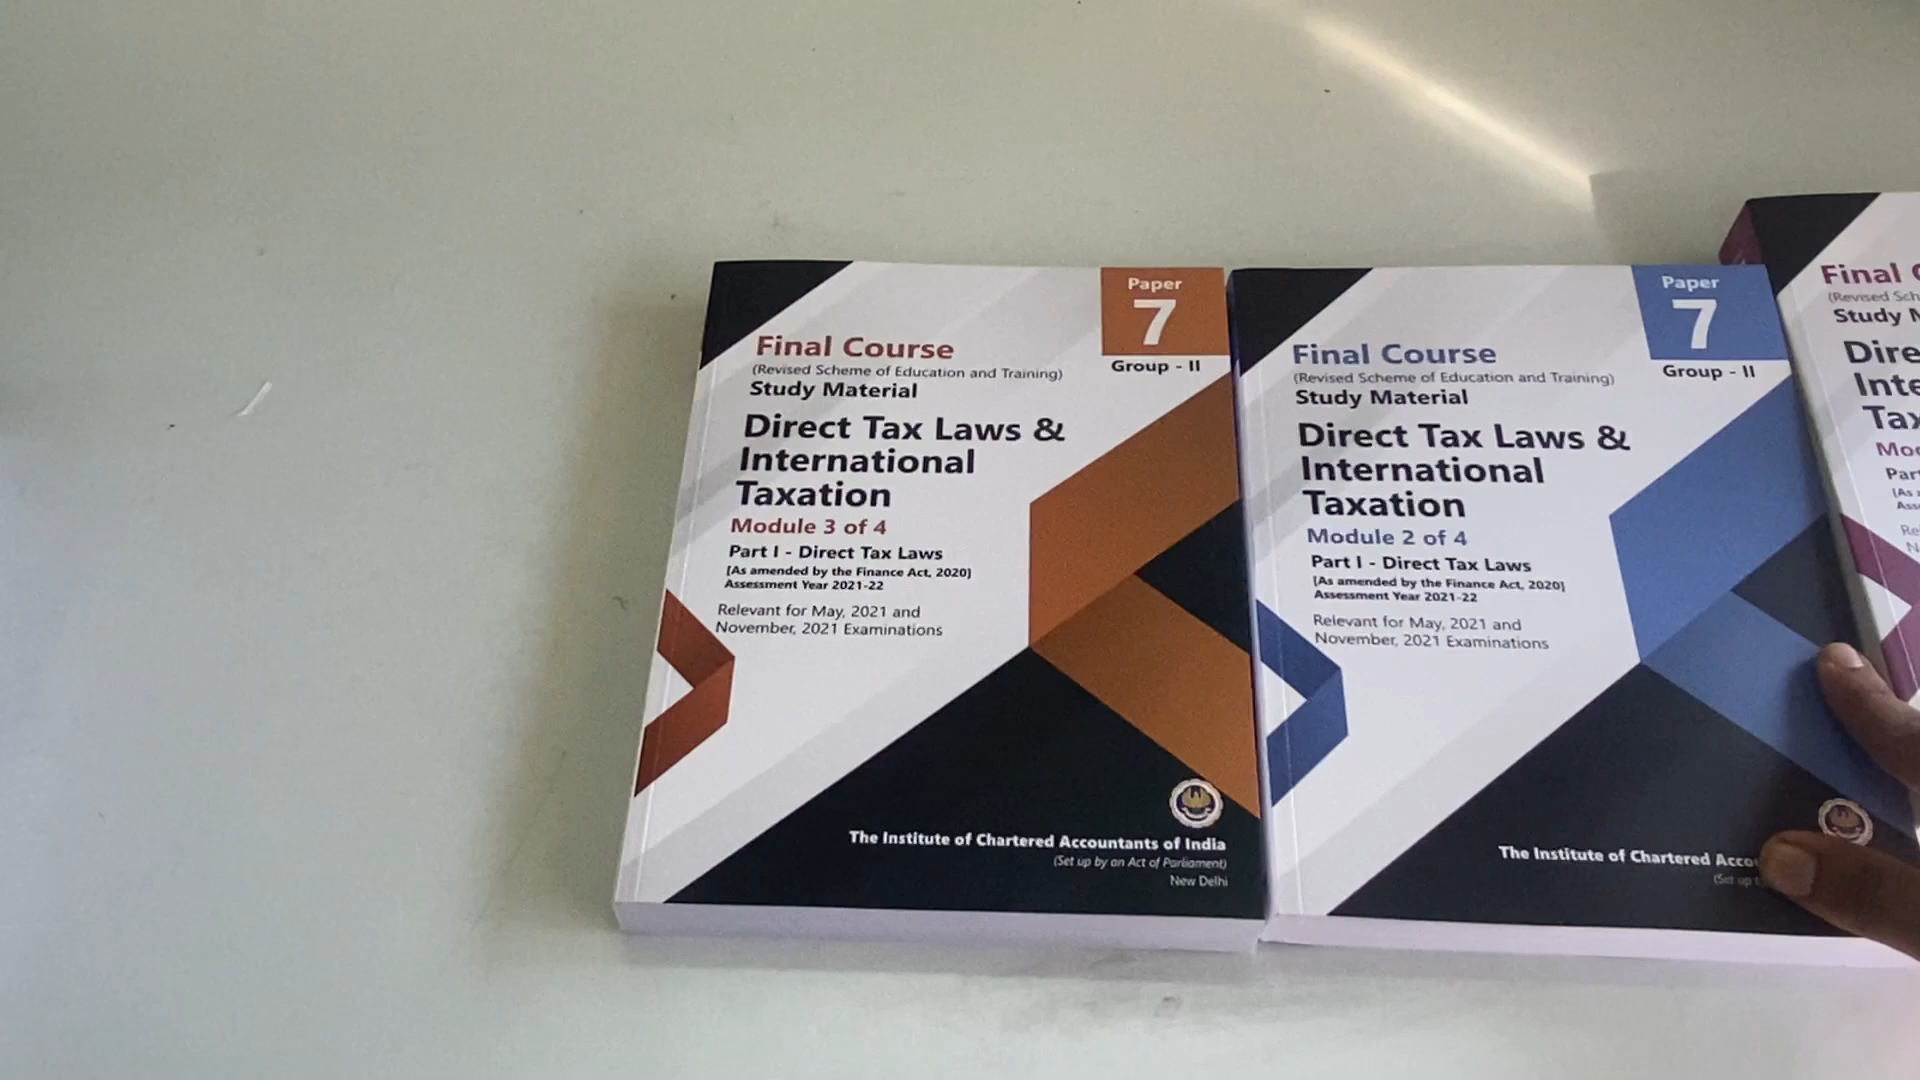 Paper
7
Group - II
Final Course
(Revised Scheme of Education and Training)
Study Material
Direct Tax Laws &
International
Taxation
Module 3 of 4
Part I - Direct Tax Laws
[As amended by the Finance Act, 2020]
Assessment Year 2021-22
Relevant for May, 2021 and
November, 2021 Examinations
The Institute of Chartered Accountants of India
(Set up by an Act of Parliament)
New Delhi
Paper
7
Group - II
Final Course
(Revised Scheme of Education and Training)
Study Material
Direct Tax Laws &
International
Taxation
Module 2 of 4
Part I - Direct Tax Laws
[As amended by the Finance Act, 2020]
Assessment Year 2021-22
Relevant for May, 2021 and
November, 2021 Examinations
The Institute of Chartered
(Set up
Final
(Revised
Study